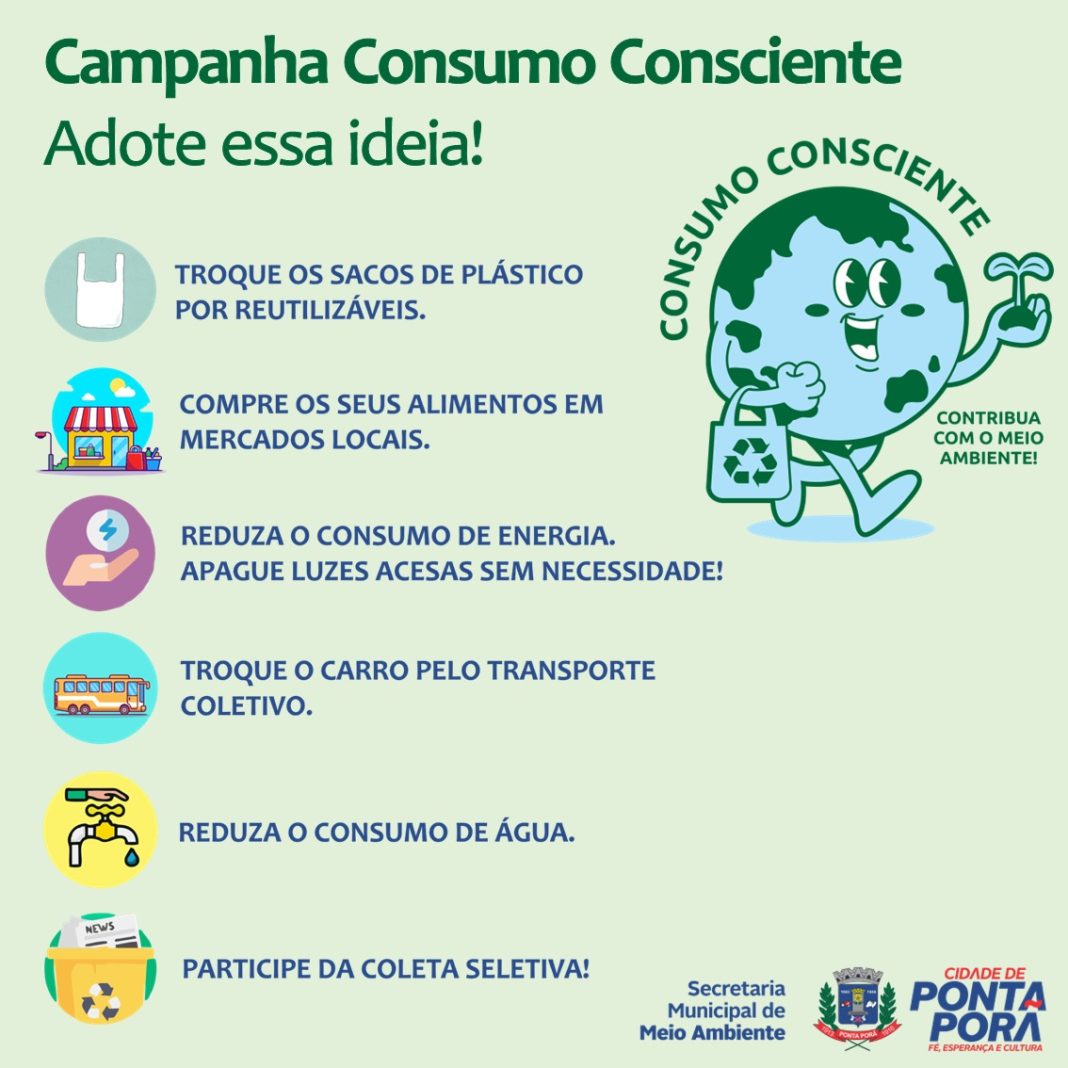 Campanha Consumo Consciente
Adote essa ideia!
CONSUMO CONSCIENTE
TROQUE OS SACOS DE PLÁSTICO
POR REUTILIZÁVEIS.
COMPRE OS SEUS ALIMENTOS EM
MERCADOS LOCAIS.
CONTRIBUA
COM O MEIO
AMBIENTE!
REDUZA O CONSUMO DE ENERGIA.
APAGUE LUZES ACESAS SEM NECESSIDADE!
TROQUE O CARRO PELO TRANSPORTE
COLETIVO.
REDUZA O CONSUMO DE ÁGUA.
NEWS
PARTICIPE DA COLETA SELETIVA!
Secretaria
Municipal de
Meio Ambiente
PONTA PORÃ
CIDADE DE
PONTA
PORÃ
FÉ, ESPERANÇA E CULTURA